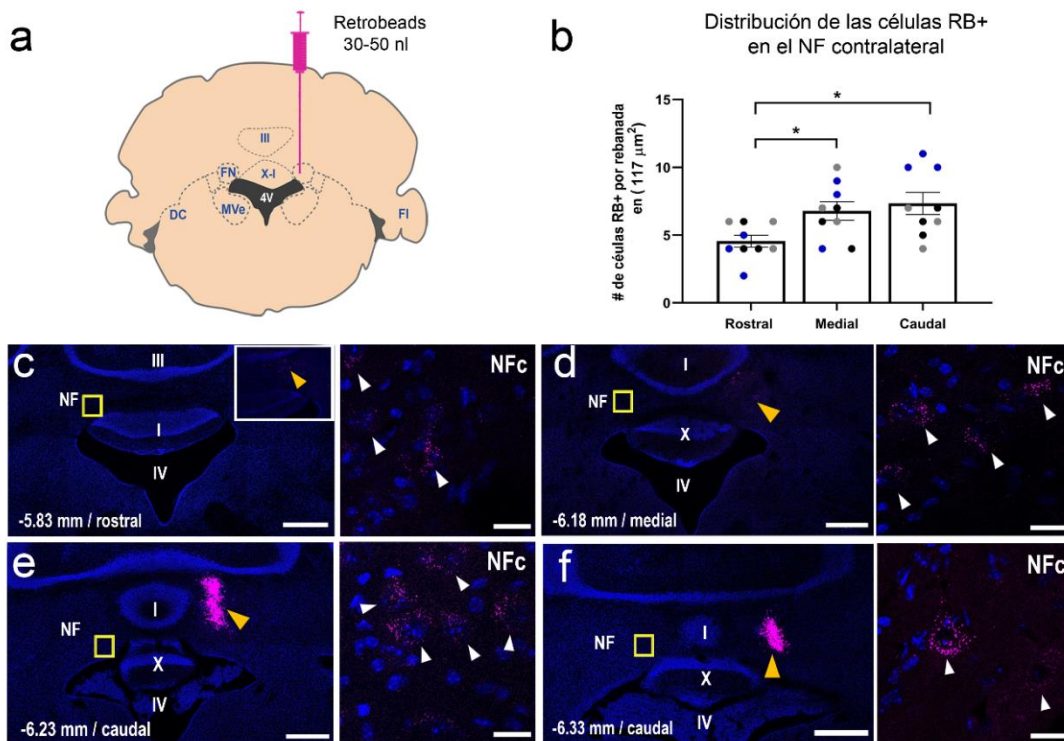 a
Retrobeads
30-50 nl
III
FN
X-I
4V
DC
MVe
FI
b
Distribución de las células RB+
en el NF contralateral
# de células RB+ por rebanada
en ( 117 µm²)
15
10
5
0
*
*
Rostral
Medial
Caudal
c
III
NF
I
IV
-5.83 mm / rostral
NFc
d
I
NF
X
IV
-6.18 mm / medial
NFc
e
I
NF
X
IV
-6.23 mm / caudal
NFc
f
I
NF
X
IV
-6.33 mm / caudal
NFc